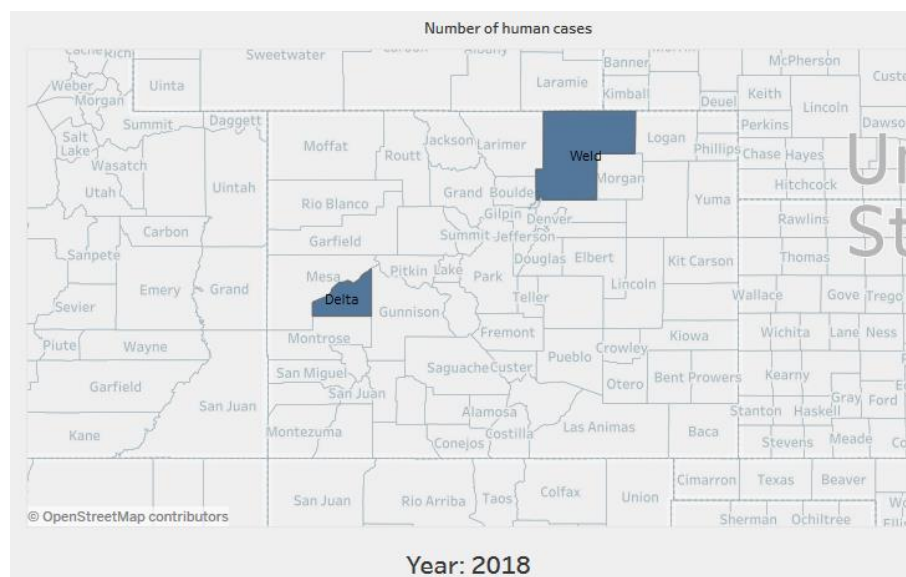 Number of human cases
Rich
Sweetwater
Albany
Banner
McPherson
Weber
Uinta
Laramie
Kimball
Keith
Morgan
Deuel
Lincoln
Summit
Daggett
Perkins
Salt
Lake
Moffat
Routt
Jackson
Larimer
Logan
Phillips
Chase
Hayes
Wasatch
Weld
Utah
Uintah
Grand
Boulder
Morgan
Hitchcock
Rio Blanco
Yuma
Gilpin
Denver
Rawlins
Carbon
Garfield
Summit
Jefferson
Sanpete
Douglas
Elbert
Thomas
Mesa
Pitkin
Lake
Park
Kit Carson
Emery
Grand
Lincoln
Sevier
Delta
Gunnison
Teller
Wallace
Gove
Trego
Fremont
Piute
Wayne
Montrose
Kiowa
Wichita
Lane
Ness
Crowley
Pueblo
San Miguel
Saguache
Custer
Garfield
Otero
Bent
Prowers
Kearny
San Juan
San Juan
Gray
Ford
Alamosa
Stanton
Haskell
Kane
Montezuma
Costilla
Las Animas
Baca
Conejos
Stevens
Meade
Cimarron
Texas
Beaver
San Juan
Rio Arriba
Taos
Colfax
Union
© OpenStreetMap contributors
Sherman
Ochiltree
Year: 2018